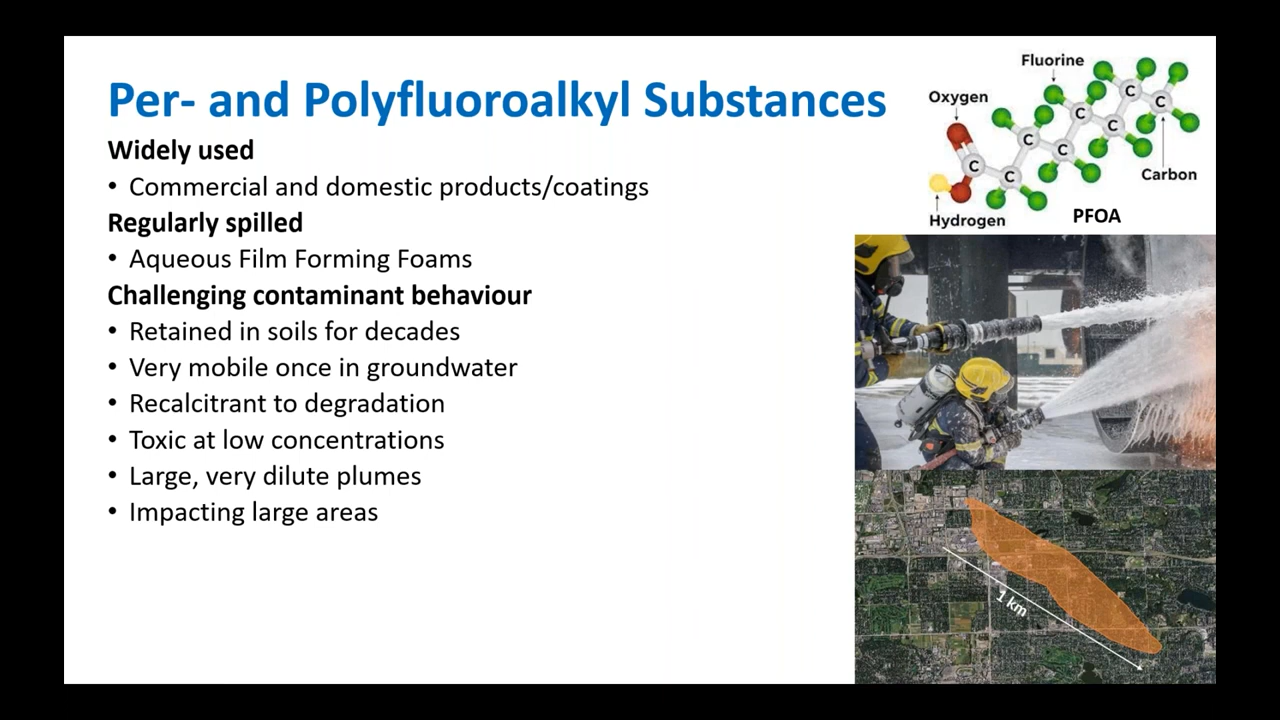 Per- and Polyfluoroalkyl Substances
Widely used
• Commercial and domestic products/coatings
Regularly spilled
• Aqueous Film Forming Foams
Challenging contaminant behaviour
• Retained in soils for decades
• Very mobile once in groundwater
• Recalcitrant to degradation
• Toxic at low concentrations
• Large, very dilute plumes
• Impacting large areas
Fluorine
Oxygen
C
C
C
C
C
C
C
C
Carbon
Hydrogen
PFOA
1 km